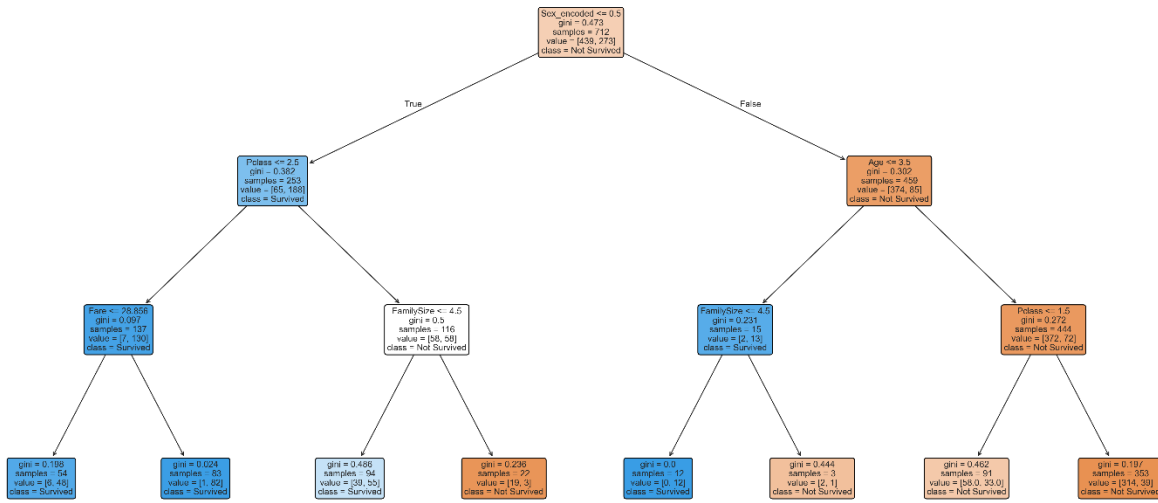 Sex_encoded <= 0.5
gini = 0.473
samples = 712
value = [439, 273]
class = Not Survived
True
False
Pclass <= 2.5
gini = 0.382
samples = 253
value = [65, 188]
class = Survived
Age <= 3.5
gini = 0.302
samples = 459
value = [374, 85]
class = Not Survived
Fare <= 28.856
gini = 0.097
samples = 137
value = [7, 130]
class = Survived
FamilySize <= 4.5
gini = 0.5
samples = 116
value = [58, 58]
class = Not Survived
FamilySize <= 4.5
gini = 0.231
samples = 15
value = [2, 13]
class = Survived
Pclass <= 1.5
gini = 0.272
samples = 444
value = [372, 72]
class = Not Survived
gini = 0.198
samples = 54
value = [6, 48]
class = Survived
gini = 0.024
samples = 83
value = [1, 82]
class = Survived
gini = 0.486
samples = 94
value = [39, 55]
class = Survived
gini = 0.236
samples = 22
value = [19, 3]
class = Not Survived
gini = 0.0
samples = 12
value = [0, 12]
class = Survived
gini = 0.444
samples = 3
value = [2, 1]
class = Not Survived
gini = 0.462
samples = 91
value = [58.0, 33.0]
class = Not Survived
gini = 0.197
samples = 353
value = [314, 39]
class = Not Survived